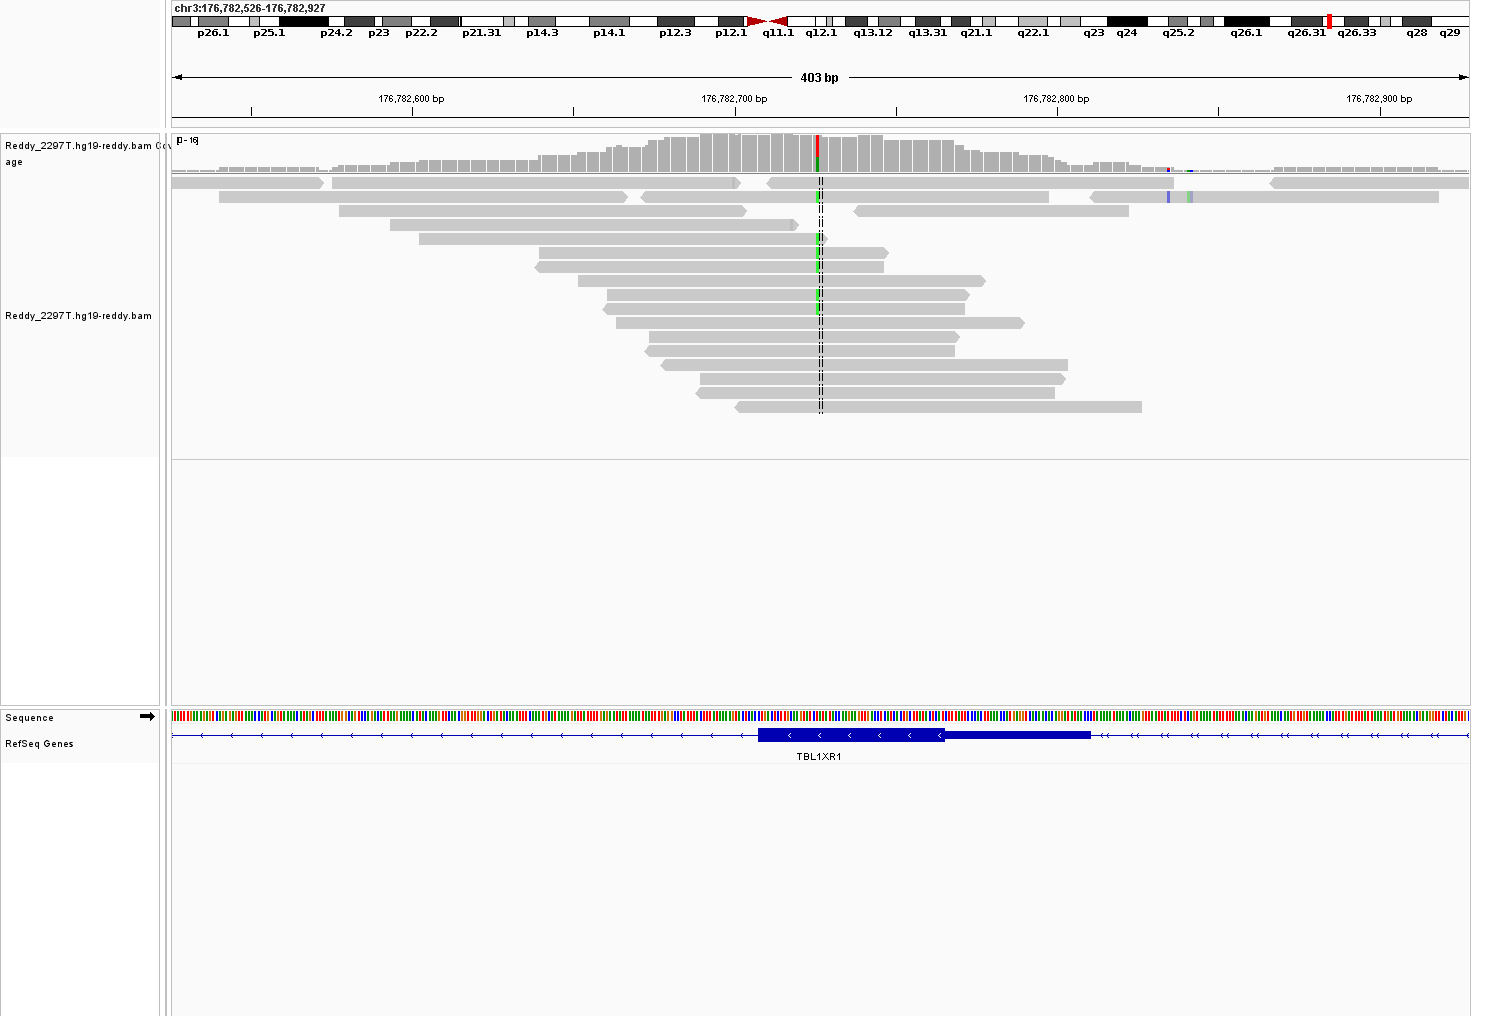 chr3:176,782,526-176,782,927
p26.1 p25.1 p24.2 p23 p22.2 p21.31 p14.3 p14.1 p12.3 p12.1 q11.1 q12.1 q13.12 q13.31 q21.1 q22.1 q23 q24 q25.2 q26.1 q26.31 q26.33 q28 q29
403 bp
176,782,600 bp 176,782,700 bp 176,782,800 bp 176,782,900 bp
Reddy_2297T.hg19-reddy.bam Cov
age
[0 - 16]
Reddy_2297T.hg19-reddy.bam
Sequence
RefSeq Genes
TBL1XR1